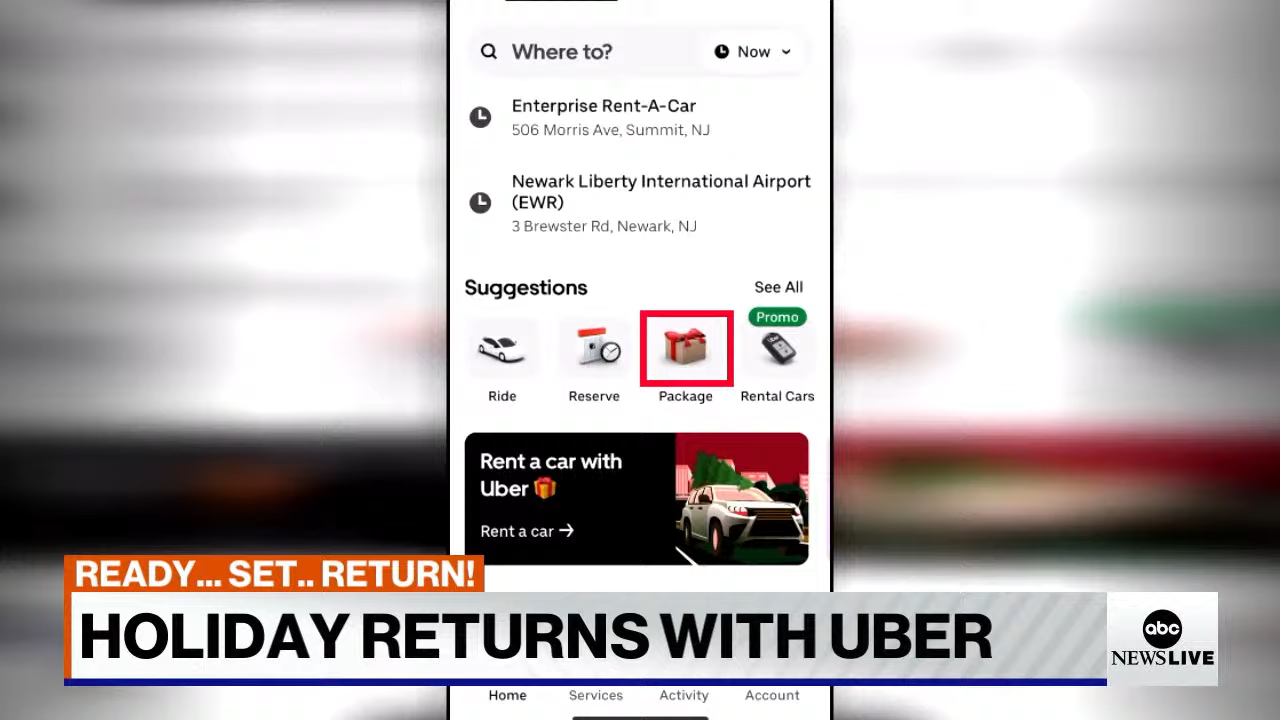 Where to?
Now
Enterprise Rent-A-Car
506 Morris Ave, Summit, NJ
Newark Liberty International Airport
(EWR)
3 Brewster Rd, Newark, NJ
Suggestions
See All
Promo
Ride
Reserve
Package
Rental Cars
Rent a car with
Uber
Rent a car →
READY... SET.. RETURN!
HOLIDAY RETURNS WITH UBER
abc
NEWS LIVE
Home
Services
Activity
Account